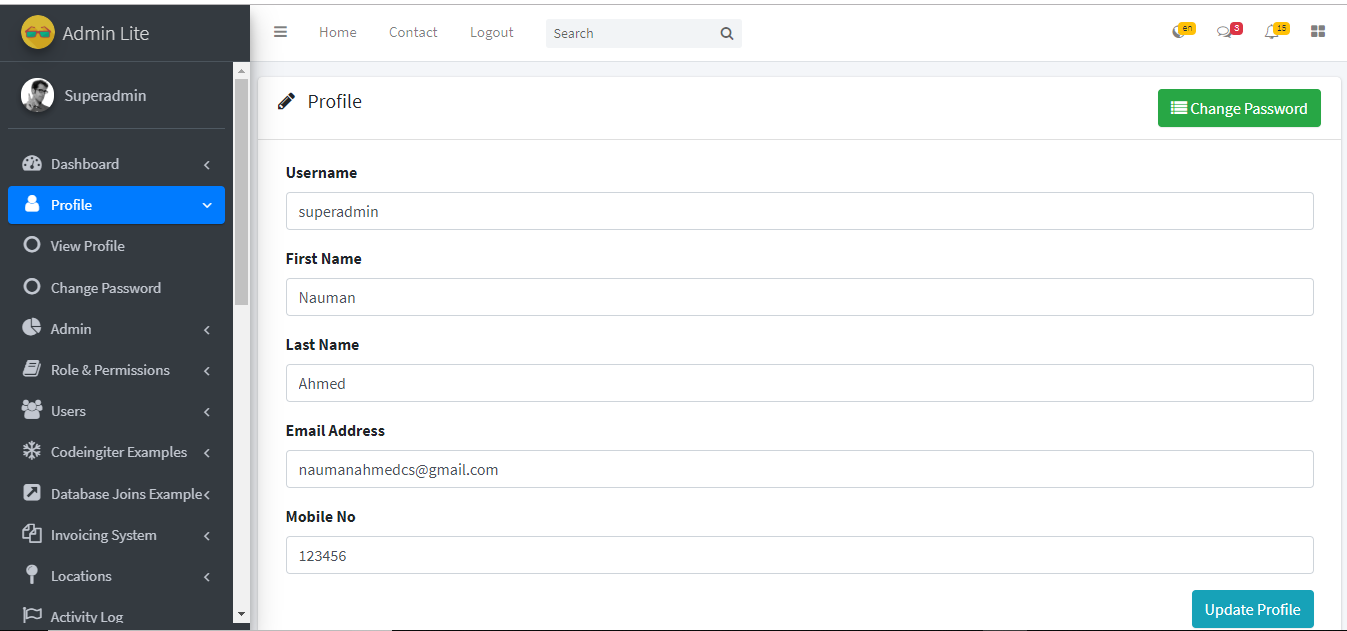 Admin Lite
Home Contact Logout Search en 3 15
Superadmin
Dashboard
Profile
View Profile
Change Password
Admin
Role & Permissions
Users
Codeingiter Examples
Database Joins Example
Invoicing System
Locations
Activity Log
Profile
Change Password
Username
superadmin
First Name
Nauman
Last Name
Ahmed
Email Address
naumanahmedcs@gmail.com
Mobile No
123456
Update Profile